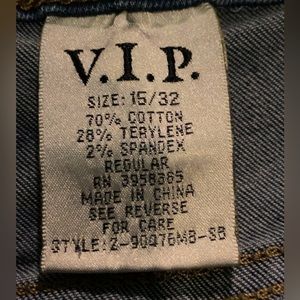 V.I.P.
SIZE: 15/32
70% COTTON
28% TERYLENE
2% SPANDEX
REGULAR
RN 3958385
MADE IN CHINA
SEE REVERSE
FOR CARE
STYLE: Z-90076MB-SB